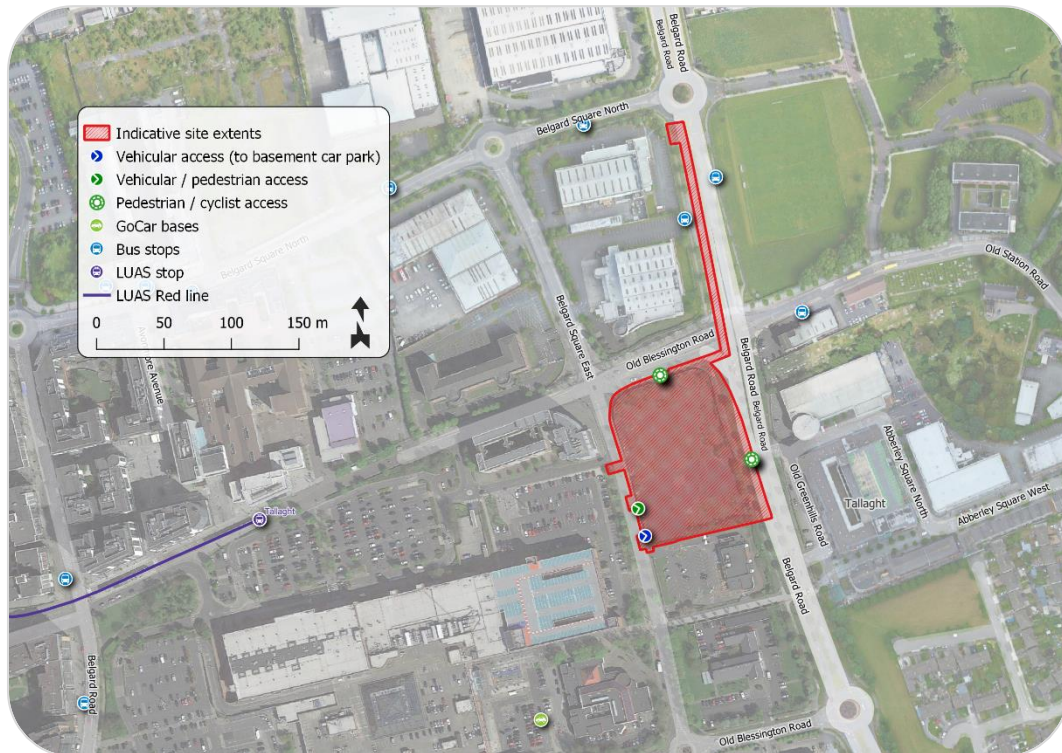 Indicative site extents
Vehicular access (to basement car park)
Vehicular / pedestrian access
Pedestrian / cyclist access
GoCar bases
Bus stops
LUAS stop
LUAS Red line
0 50 100 150 m
Belgard Road
Belgard Road
Belgard Square North
Belgard Square North
Old Station Road
Belgard Square East
Old Blessington Road
Belgard Road
Belgard Road
Abberley Square North
Old Greenhills Road
Tallaght
Abberley Square West
Tallaght
Belgard Road
Belgard Road
Old Blessington Road